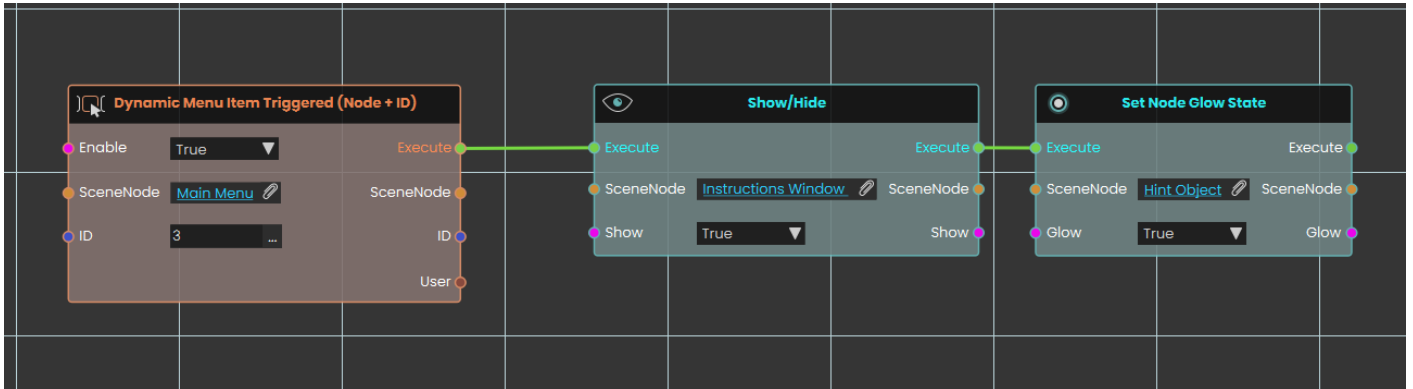 Dynamic Menu Item Triggered (Node + ID)
Enable True Execute
SceneNode Main Menu SceneNode
ID 3 ... ID
User
Show/Hide
Execute Execute
SceneNode Instructions Window SceneNode
Show True Show
Set Node Glow State
Execute Execute
SceneNode Hint Object SceneNode
Glow True Glow